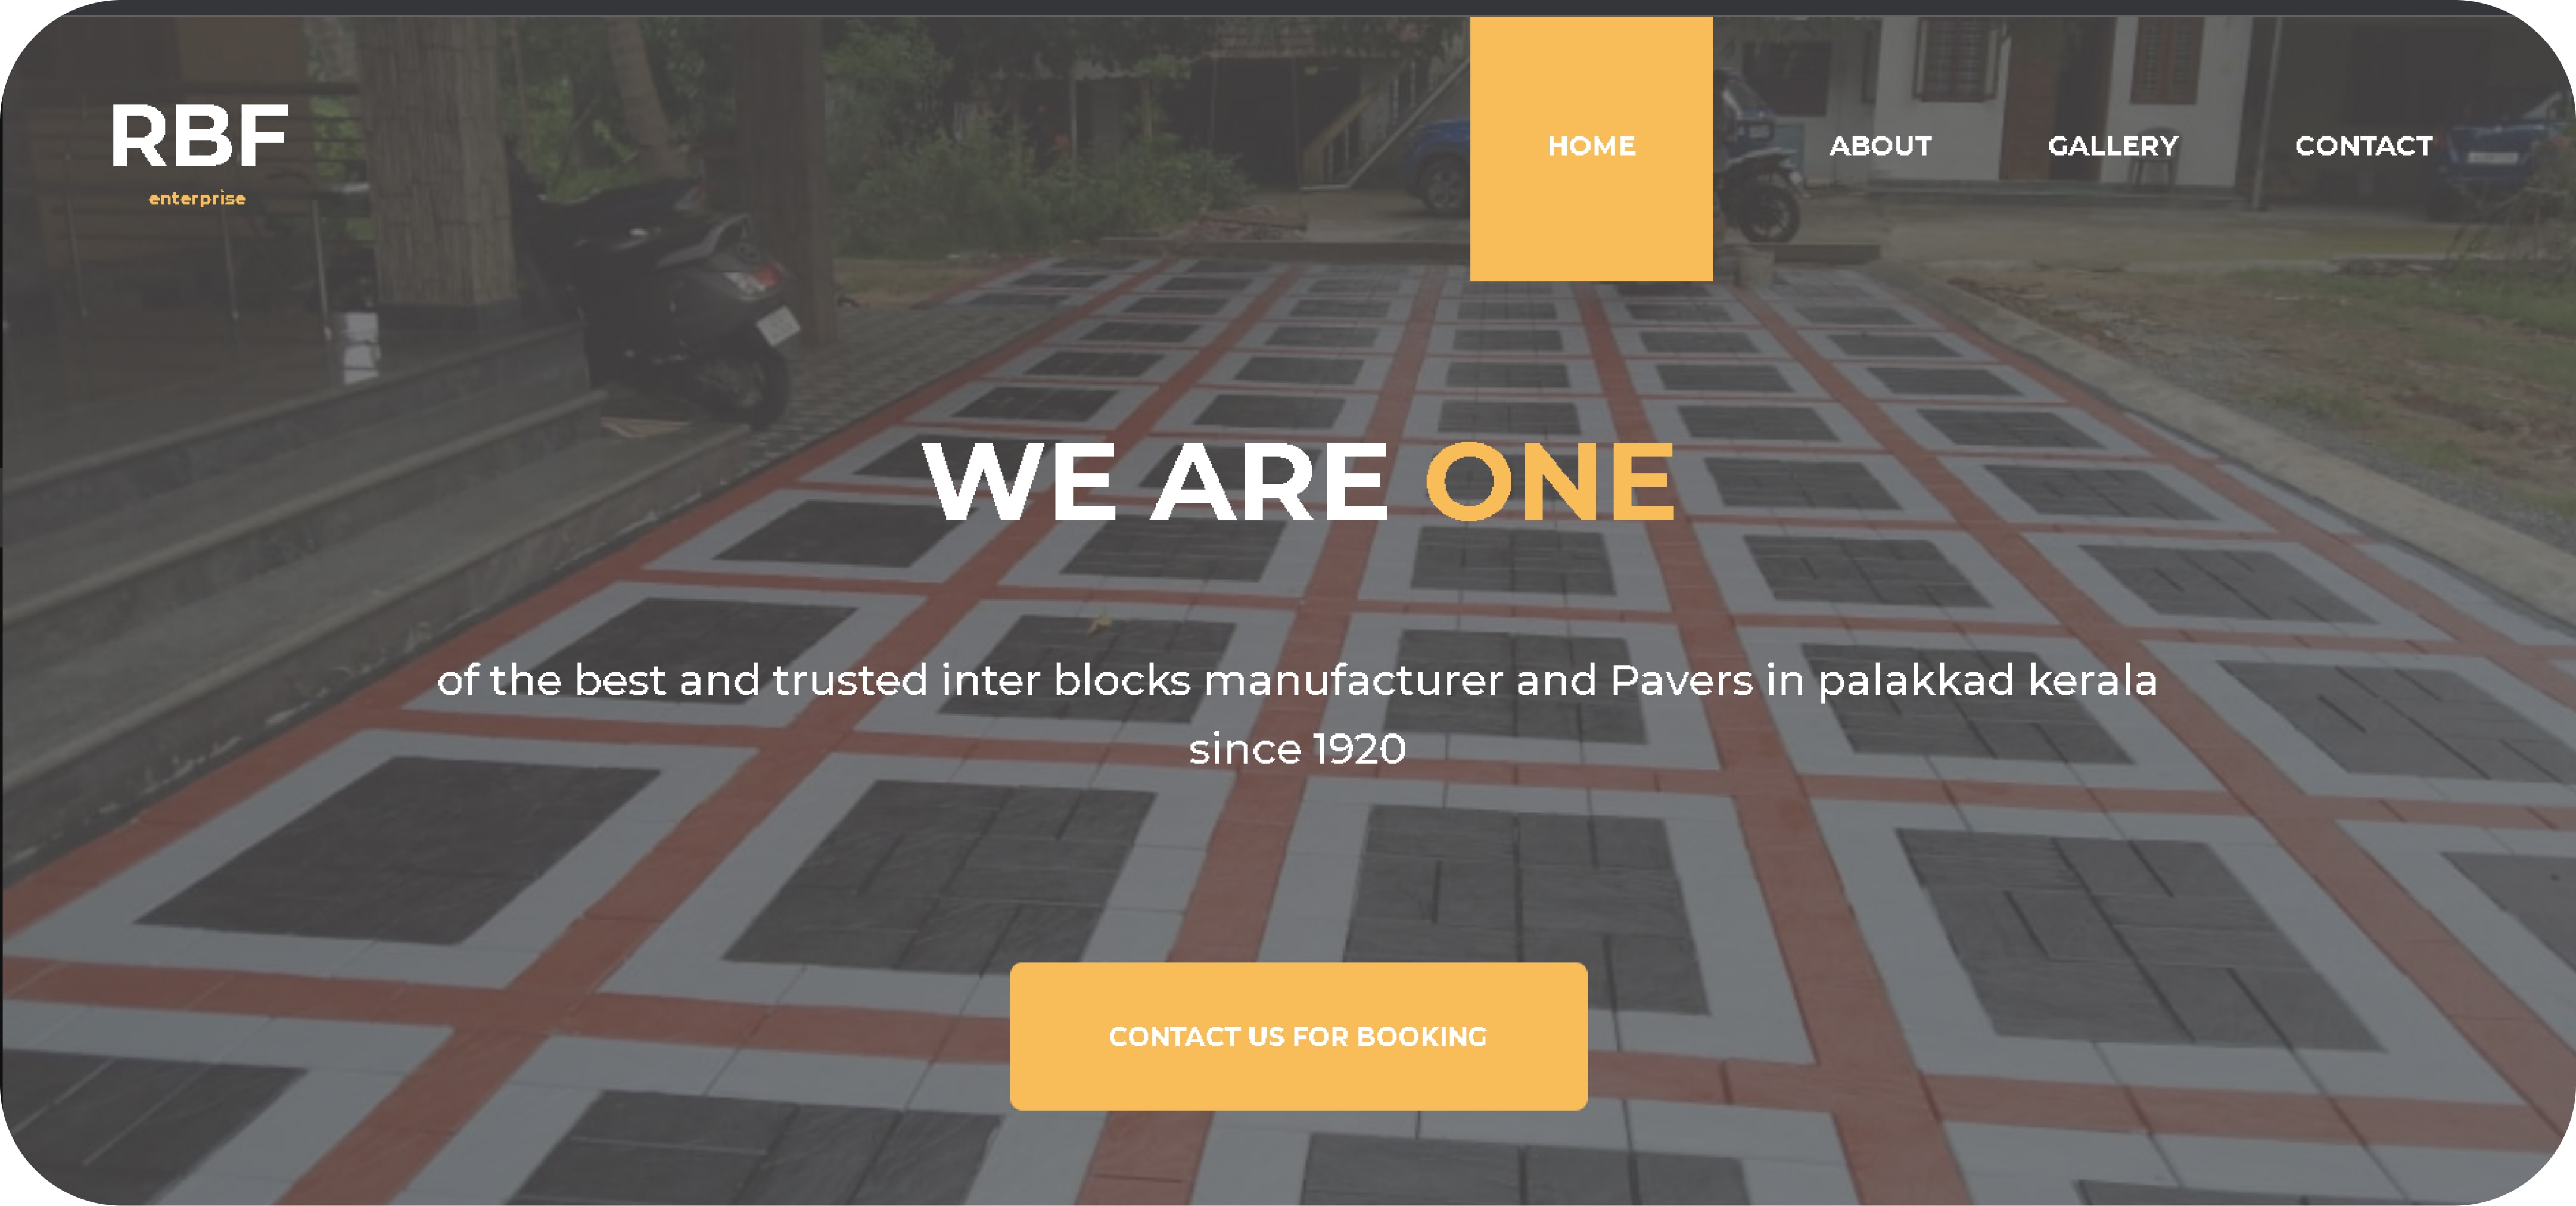 RBF
enterprise
HOME ABOUT GALLERY CONTACT
WE ARE ONE
of the best and trusted inter blocks manufacturer and Pavers in palakkad kerala
since 1920
CONTACT US FOR BOOKING